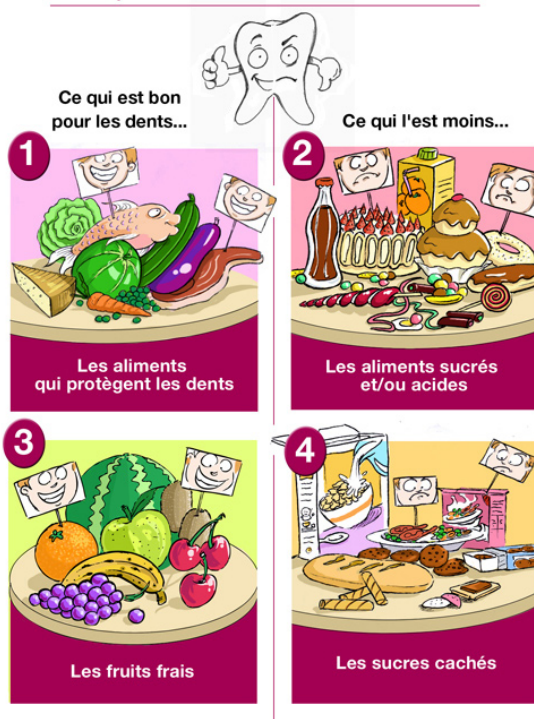 Ce qui est bon
pour les dents...
Ce qui l'est moins...
1
Les aliments
qui protègent les dents
2
Les aliments sucrés
et/ou acides
3
Les fruits frais
4
Les sucres cachés